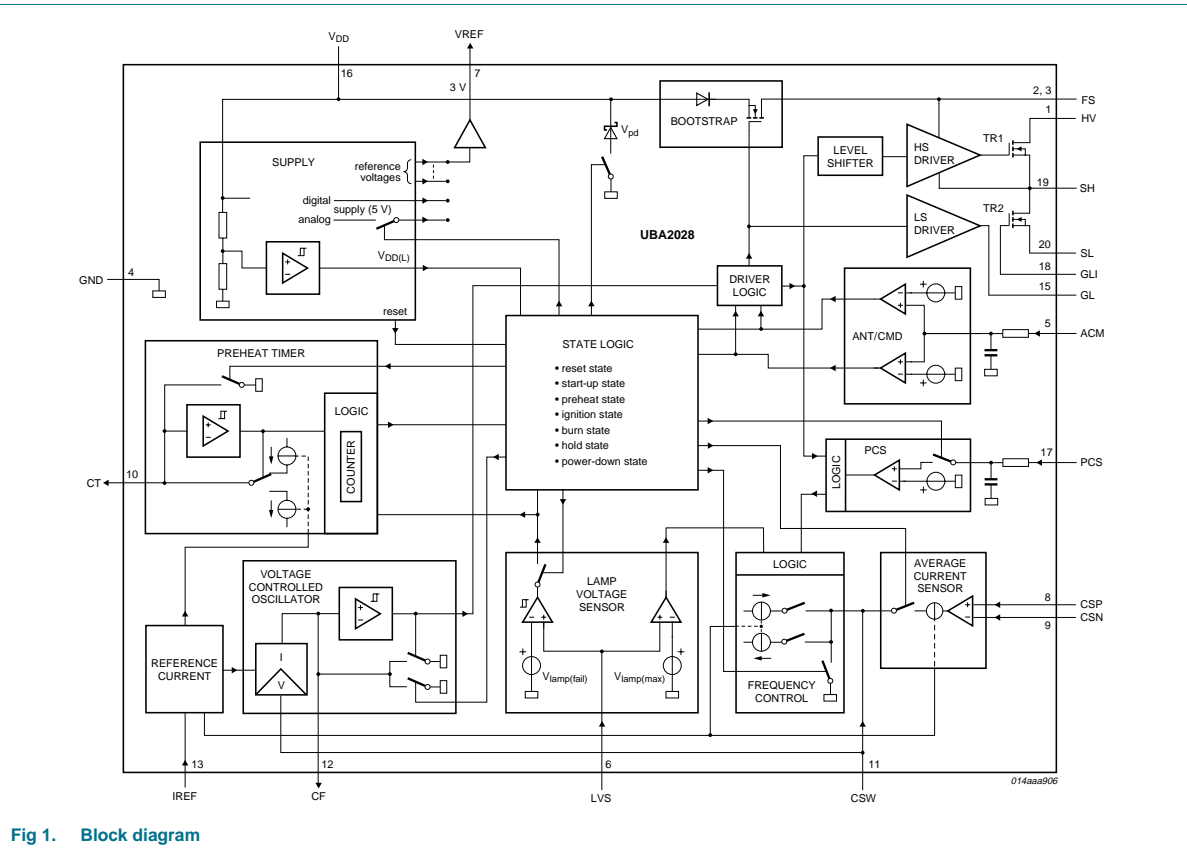 VDD
VREF
16
7
3 V
2, 3
FS
1
HV
BOOTSTRAP
Vpd
SUPPLY
reference
voltages
digital
supply (5 V)
analog
VDD(L)
reset
LEVEL
SHIFTER
HS
DRIVER
TR1
19
SH
LS
DRIVER
TR2
20
SL
18
GLI
15
GL
UBA2028
GND
4
DRIVER
LOGIC
ANT/CMD
5
ACM
PREHEAT TIMER
LOGIC
COUNTER
10
CT
STATE LOGIC
• reset state
• start-up state
• preheat state
• ignition state
• burn state
• hold state
• power-down state
LOGIC
PCS
17
PCS
VOLTAGE
CONTROLLED
OSCILLATOR
I
V
REFERENCE
CURRENT
LAMP
VOLTAGE
SENSOR
Vlamp(fail)
Vlamp(max)
LOGIC
FREQUENCY
CONTROL
AVERAGE
CURRENT
SENSOR
8
CSP
CSN
9
13
12
6
11
IREF
CF
LVS
CSW
014aaa906
Fig 1. Block diagram